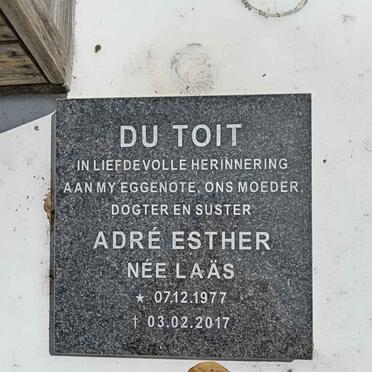 DU TOIT
IN LIEFDEVOLLE HERINNERING
AAN MY EGGENOTE, ONS MOEDER,
DOGTER EN SUSTER
ADRÉ ESTHER
NÉE LAÄS
★ 07.12.1977
† 03.02.2017